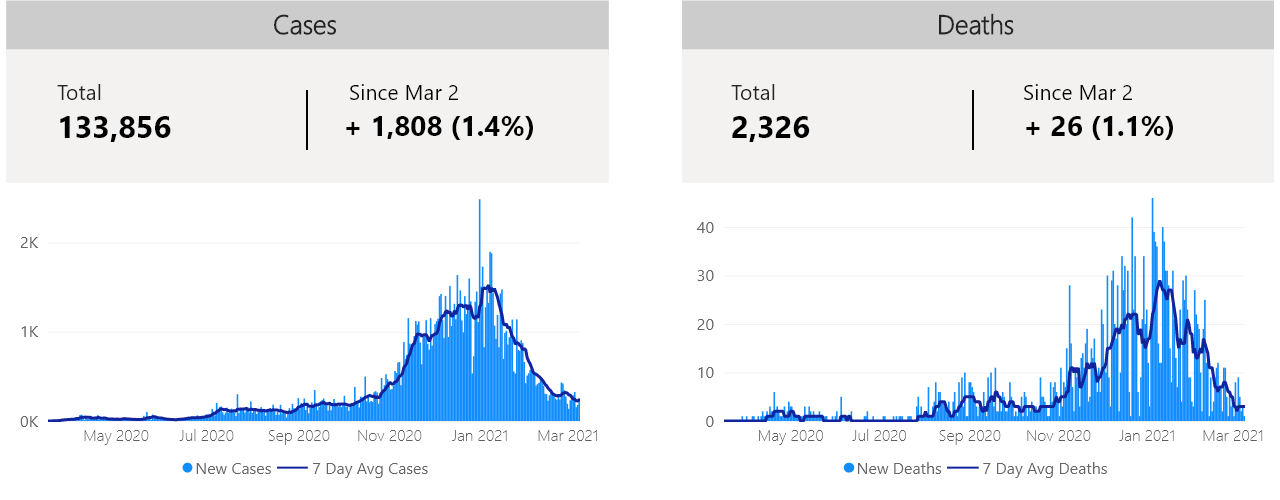 Cases
Total
133,856
Since Mar 2
+ 1,808 (1.4%)
2K
1K
0K
May 2020 Jul 2020 Sep 2020 Nov 2020 Jan 2021 Mar 2021
New Cases 7 Day Avg Cases
Deaths
Total
2,326
Since Mar 2
+ 26 (1.1%)
40
30
20
10
0
May 2020 Jul 2020 Sep 2020 Nov 2020 Jan 2021 Mar 2021
New Deaths 7 Day Avg Deaths